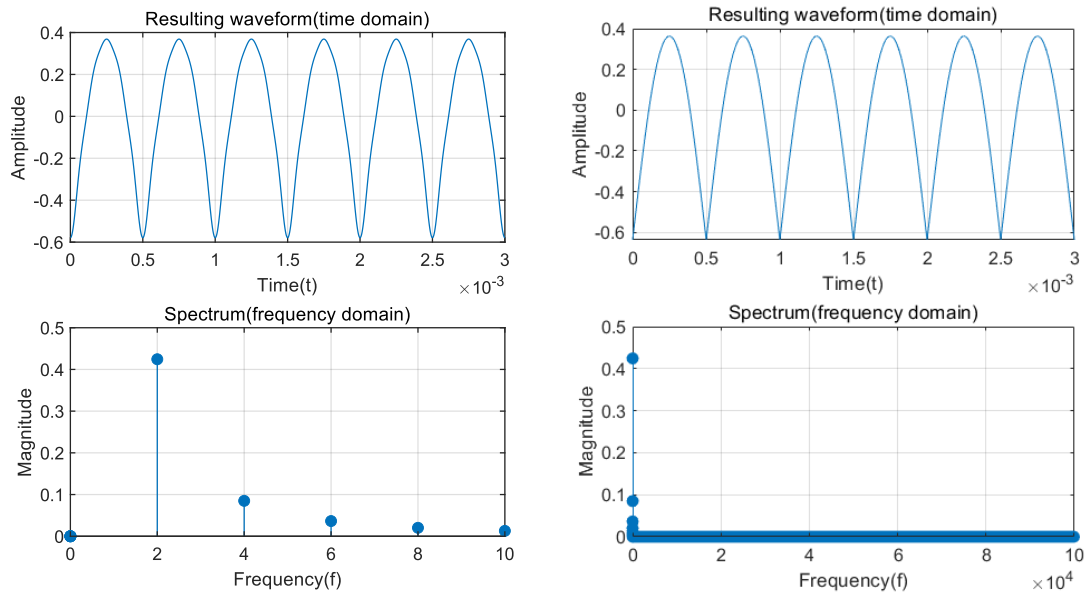 Resulting waveform(time domain)
Amplitude
0.4
0.2
0
-0.2
-0.4
-0.6
0 0.5 1 1.5 2 2.5 3
Time(t)
×10-3
Resulting waveform(time domain)
Amplitude
0.4
0.2
0
-0.2
-0.4
-0.6
0 0.5 1 1.5 2 2.5 3
Time(t)
×10-3
Spectrum(frequency domain)
Magnitude
0.5
0.4
0.3
0.2
0.1
0
0 2 4 6 8 10
Frequency(f)
Spectrum(frequency domain)
Magnitude
0.5
0.4
0.3
0.2
0.1
0
0 2 4 6 8 10
Frequency(f)
×104